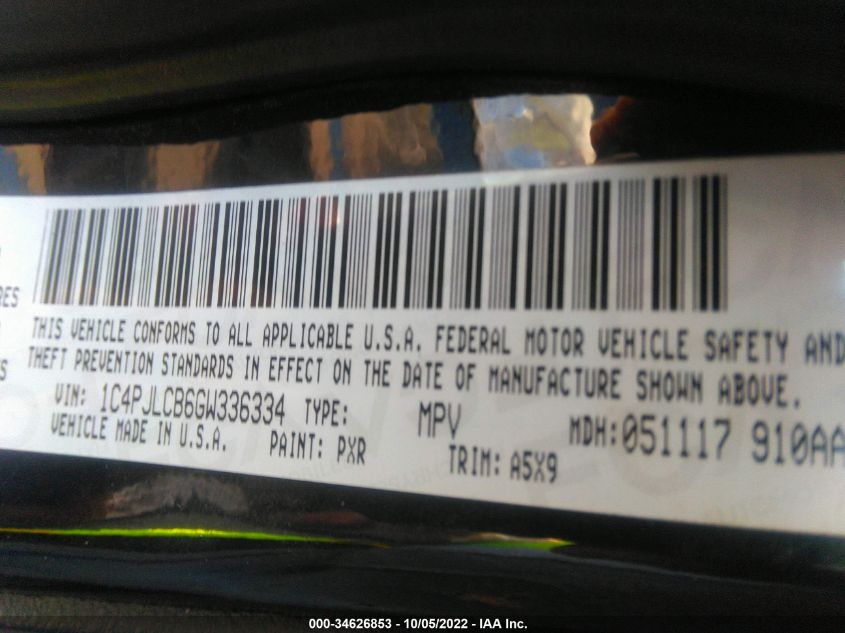 RES
S
THIS VEHICLE CONFORMS TO ALL APPLICABLE U.S.A. FEDERAL MOTOR VEHICLE SAFETY AND
THEFT PREVENTION STANDARDS IN EFFECT ON THE DATE OF MANUFACTURE SHOWN ABOVE.
VIN: 1C4PJLCB6GW336334 TYPE: MPV MDH:051117 910AA
VEHICLE MADE IN U.S.A. PAINT: PXR TRIM: A5X9
000-34626853 - 10/05/2022 - IAA Inc.